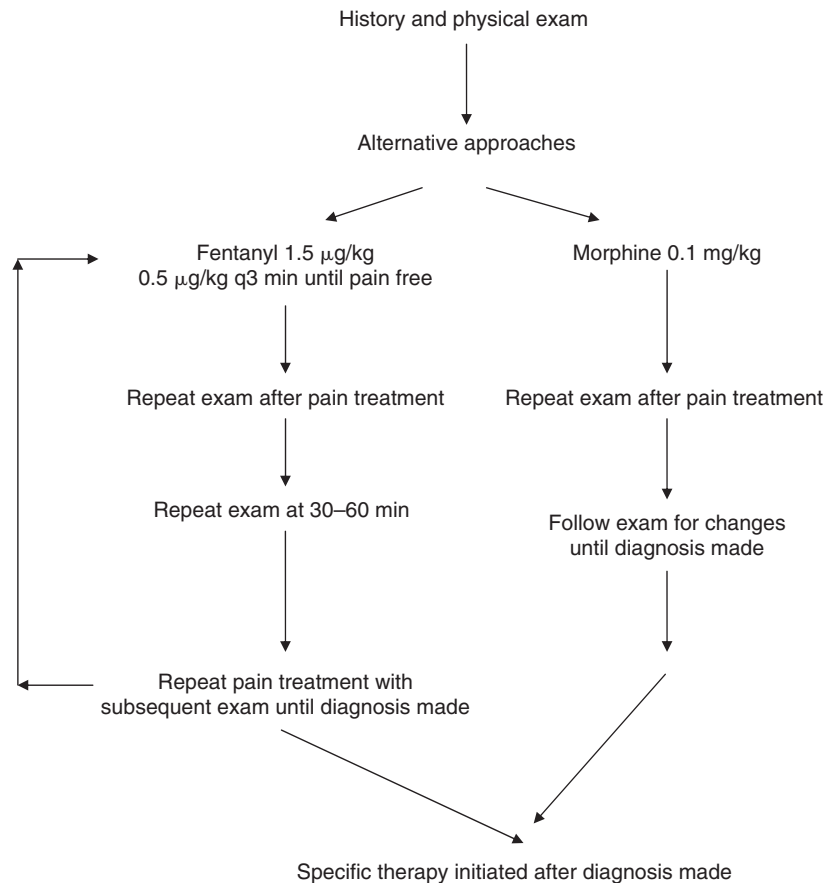 History and physical exam
Alternative approaches
Fentanyl 1.5 μg/kg
0.5 μg/kg q3 min until pain free
Morphine 0.1 mg/kg
Repeat exam after pain treatment
Repeat exam after pain treatment
Repeat exam at 30–60 min
Follow exam for changes
until diagnosis made
Repeat pain treatment with
subsequent exam until diagnosis made
Specific therapy initiated after diagnosis made